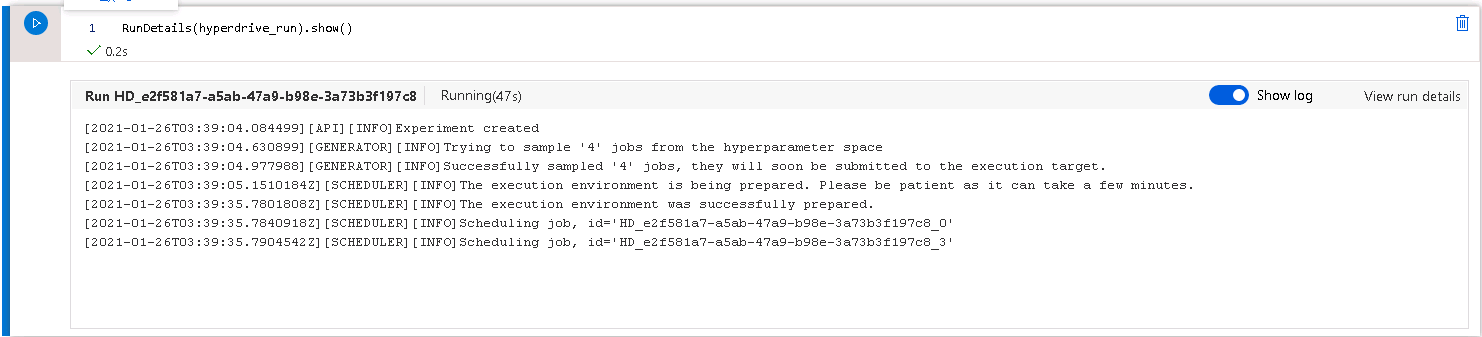 1 RunDetails(hyperdrive_run).show()
0.2s
Run HD_e2f581a7-a5ab-47a9-b98e-3a73b3f197c8 Running(47s) Show log View run details
[2021-01-26T03:39:04.084499][API][INFO]Experiment created
[2021-01-26T03:39:04.630899][GENERATOR][INFO]Trying to sample '4' jobs from the hyperparameter space
[2021-01-26T03:39:04.977988][GENERATOR][INFO]Successfully sampled '4' jobs, they will soon be submitted to the execution target.
[2021-01-26T03:39:05.1510184Z][SCHEDULER][INFO]The execution environment is being prepared. Please be patient as it can take a few minutes.
[2021-01-26T03:39:35.7801808Z][SCHEDULER][INFO]The execution environment was successfully prepared.
[2021-01-26T03:39:35.7840918Z][SCHEDULER][INFO]Scheduling job, id='HD_e2f581a7-a5ab-47a9-b98e-3a73b3f197c8_0'
[2021-01-26T03:39:35.7904542Z][SCHEDULER][INFO]Scheduling job, id='HD_e2f581a7-a5ab-47a9-b98e-3a73b3f197c8_3'